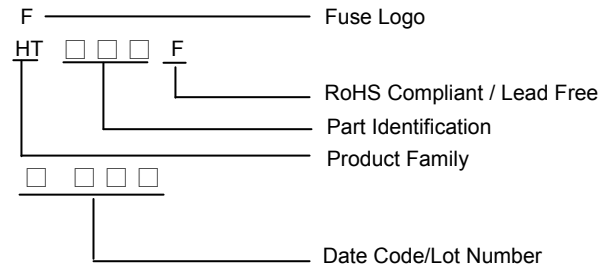 F Fuse Logo
HT □ □ □ F
RoHS Compliant / Lead Free
Part Identification
Product Family
□ □ □ □
Date Code/Lot Number